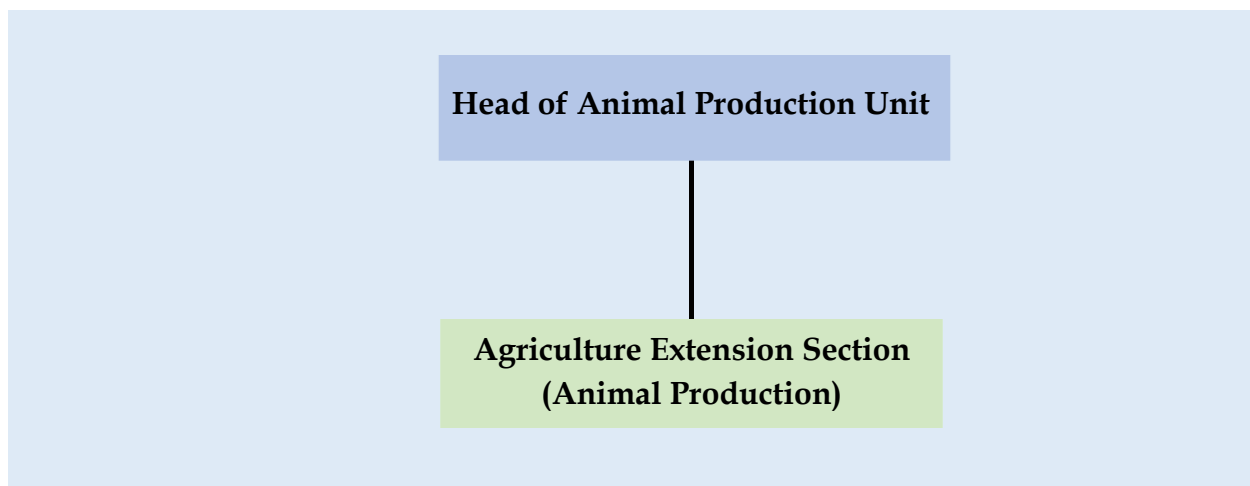 Head of Animal Production Unit
Agriculture Extension Section
(Animal Production)